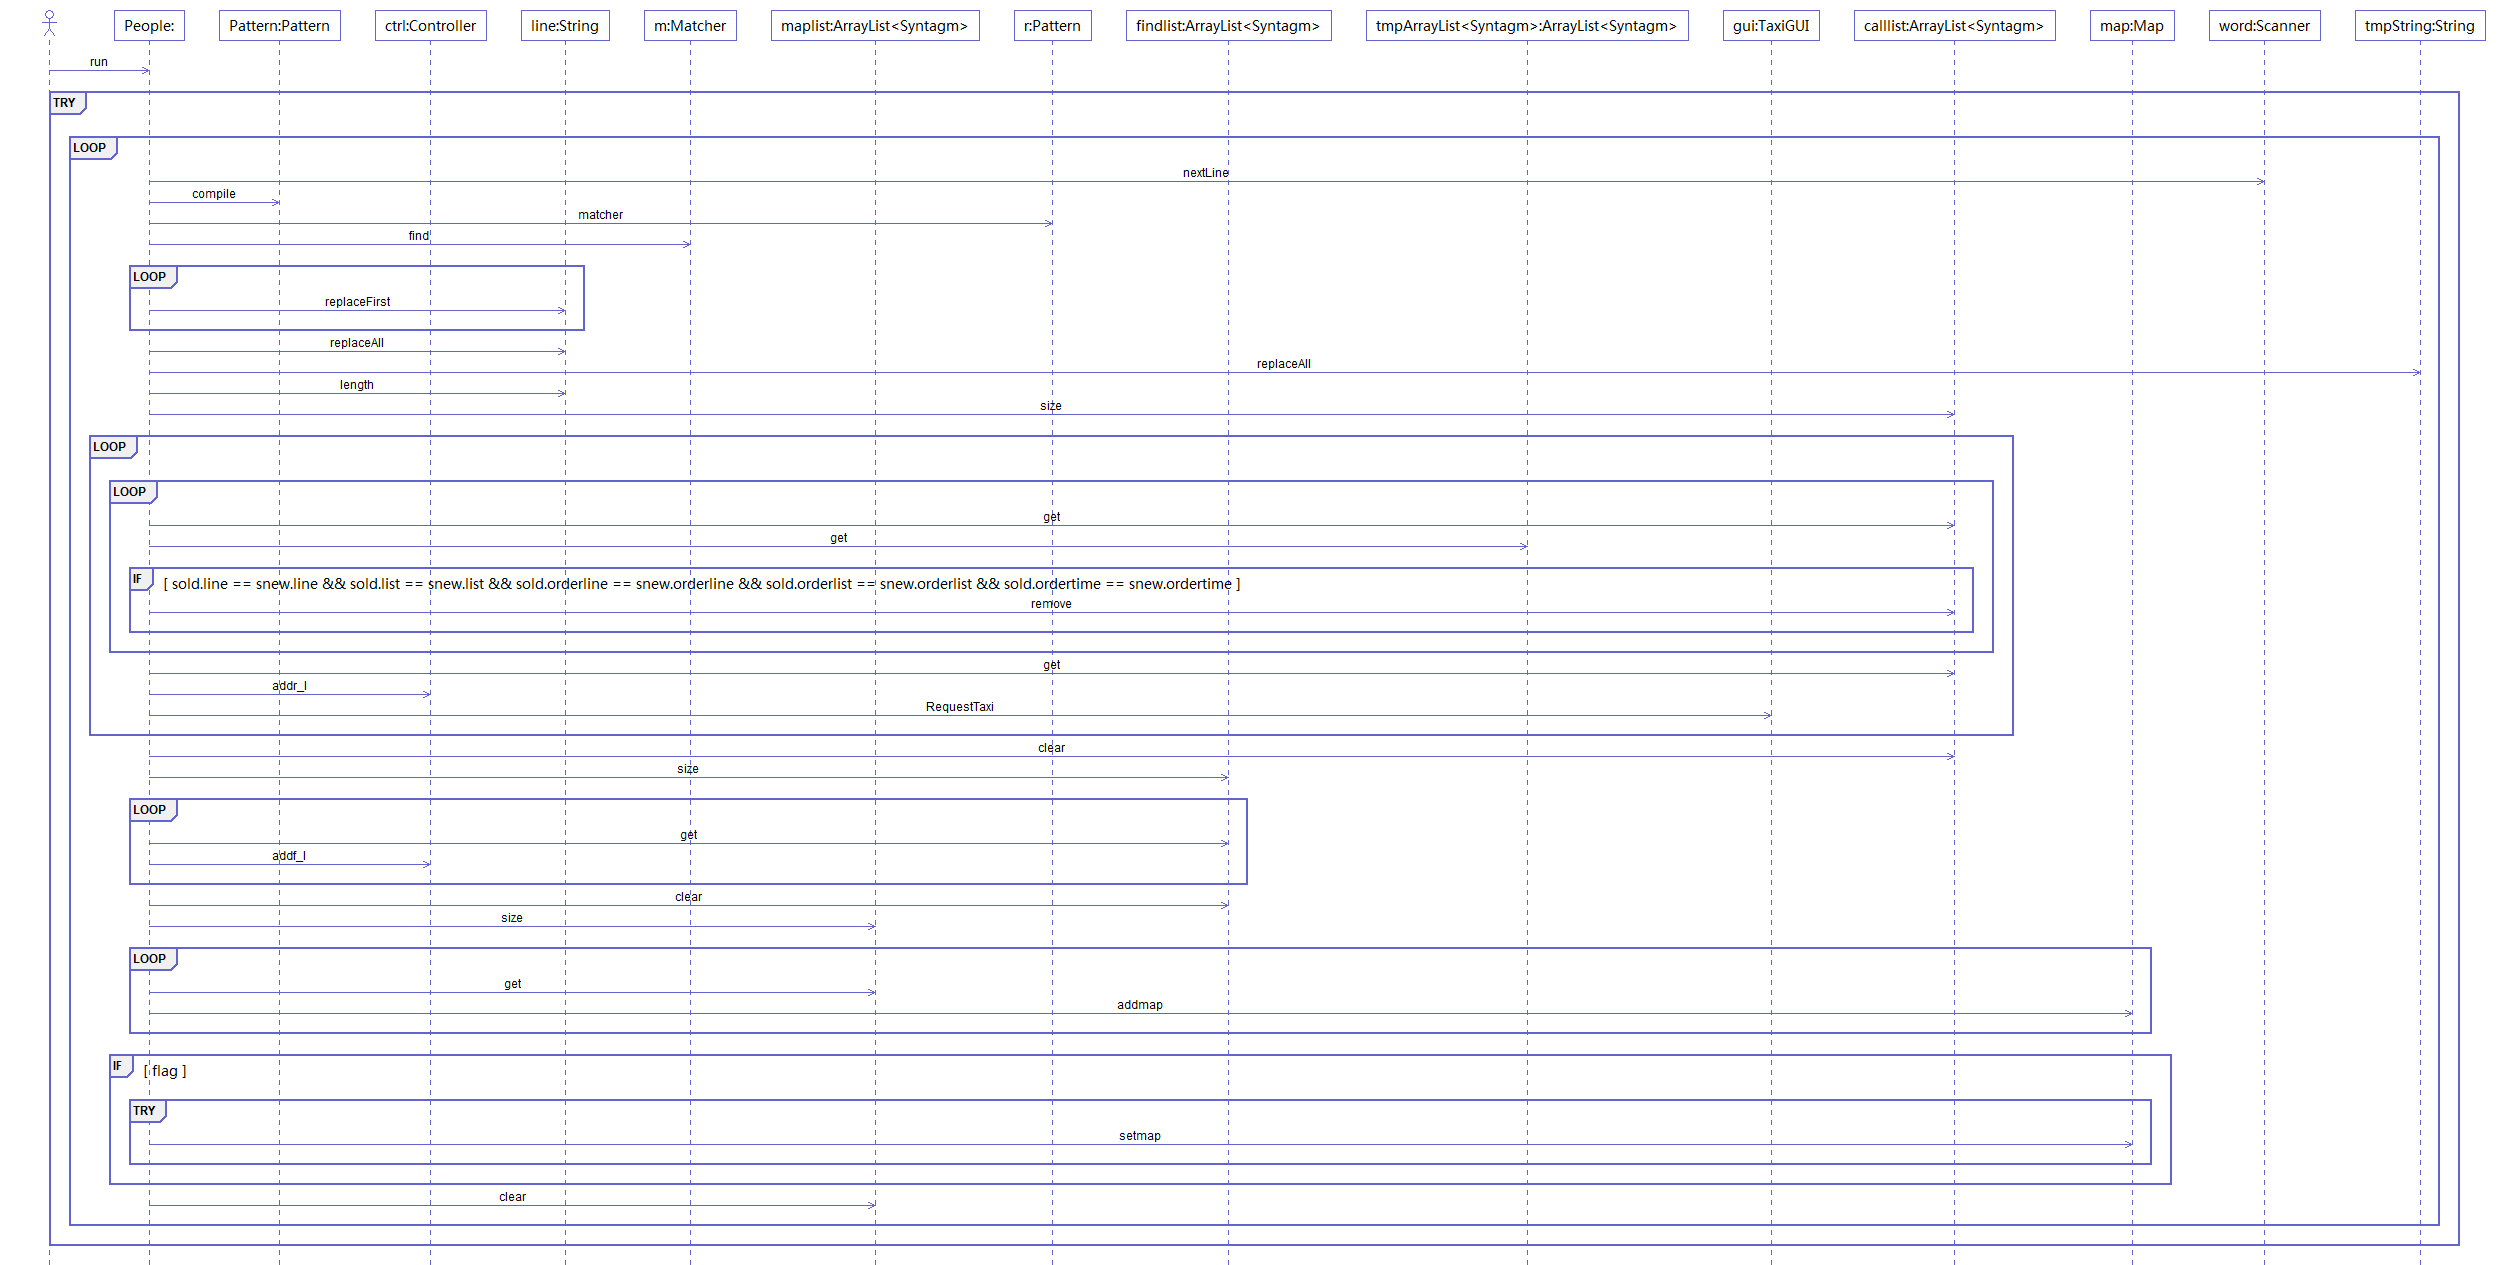 People:
Pattern:Pattern
ctrl:Controller
line:String
m:Matcher
maplist:ArrayList<Syntagm>
r:Pattern
findlist:ArrayList<Syntagm>
tmpArrayList<Syntagm>:ArrayList<Syntagm>
gui:TaxiGUI
calllist:ArrayList<Syntagm>
map:Map
word:Scanner
tmpString:String
run
TRY
LOOP
nextLine
compile
matcher
find
LOOP
replaceFirst
replaceAll
replaceAll
length
size
LOOP
LOOP
get
get
IF
[ sold.line == snew.line && sold.list == snew.list && sold.orderline == snew.orderline && sold.orderlist == snew.orderlist && sold.ordertime == snew.ordertime ]
remove
get
addr_l
RequestTaxi
clear
size
LOOP
get
addf_l
clear
size
LOOP
get
addmap
IF
[ flag ]
TRY
setmap
clear